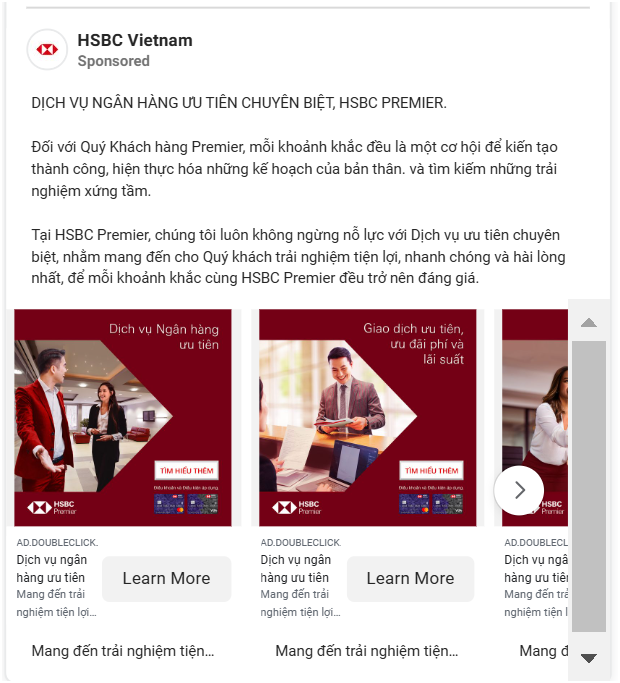 HSBC Vietnam
Sponsored
DỊCH VỤ NGÂN HÀNG ƯU TIÊN CHUYÊN BIỆT, HSBC PREMIER.
Đối với Quý Khách hàng Premier, mỗi khoảnh khắc đều là một cơ hội để kiến tạo
thành công, hiện thực hóa những kế hoạch của bản thân. và tìm kiếm những trải
nghiệm xứng tầm.
Tại HSBC Premier, chúng tôi luôn không ngừng nỗ lực với Dịch vụ ưu tiên chuyên
biệt, nhằm mang đến cho Quý khách trải nghiệm tiện lợi, nhanh chóng và hài lòng
nhất, để mỗi khoảnh khắc cùng HSBC Premier đều trở nên đáng giá.
Dịch vụ Ngân hàng
ưu tiên
TÌM HIỂU THÊM
Điều khoản và Điều kiện áp dụng
HSBC
Premier
AD.DOUBLECLICK.
Dịch vụ ngân
hàng ưu tiên
Mang đến trải
nghiệm tiện lợi...
Learn More
Mang đến trải nghiệm tiện...
Giao dịch ưu tiên,
ưu đãi phí và
lãi suất
TÌM HIỂU THÊM
Điều khoản và Điều kiện áp dụng
HSBC
Premier
AD.DOUBLECLICK.
Dịch vụ ngân
hàng ưu tiên
Mang đến trải
nghiệm tiện lợi...
Learn More
Mang đến trải nghiệm tiện...
HSBC
Premier
AD.DOUBLECL
Dịch vụ ngân
hàng ưu tiên
Mang đến trả
nghiệm tiện l
Mang đ